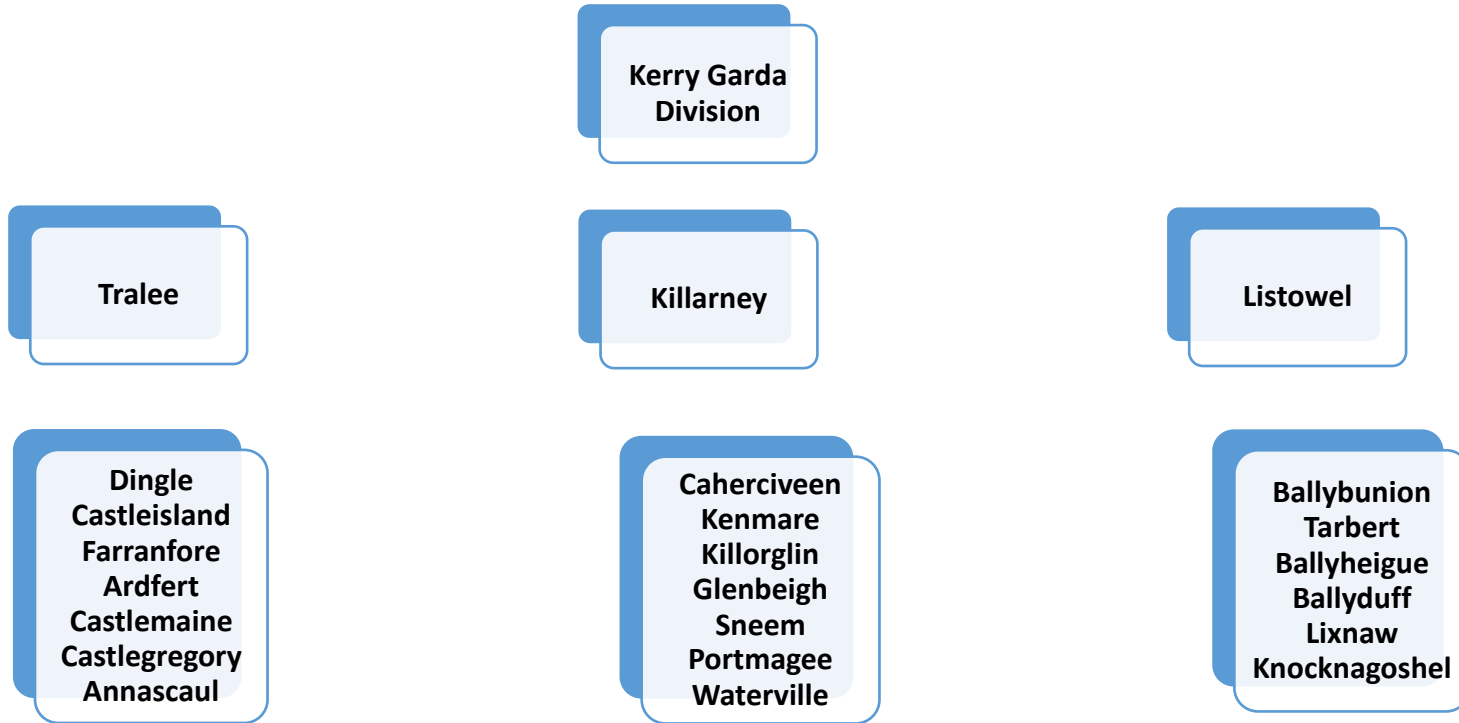 Kerry Garda
Division
Tralee
Killarney
Listowel
Dingle
Castleisland
Farranfore
Ardfert
Castlemaine
Castlegregory
Annascaul
Caherciveen
Kenmare
Killorglin
Glenbeigh
Sneem
Portmagee
Waterville
Ballybunion
Tarbert
Ballyheigue
Ballyduff
Lixnaw
Knocknagoshel